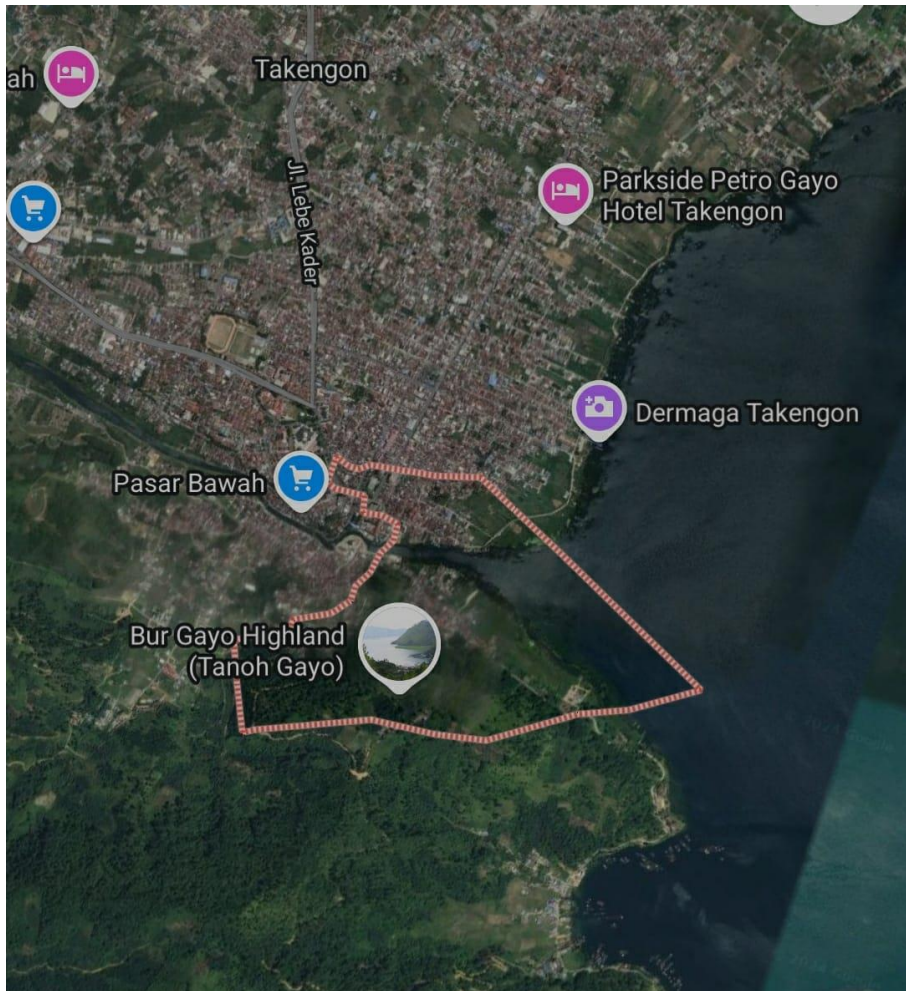 Takengon
ah
Jl. Lebe Kader
Parkside Petro Gayo
Hotel Takengon
Dermaga Takengon
Pasar Bawah
Bur Gayo Highland
(Tanoh Gayo)